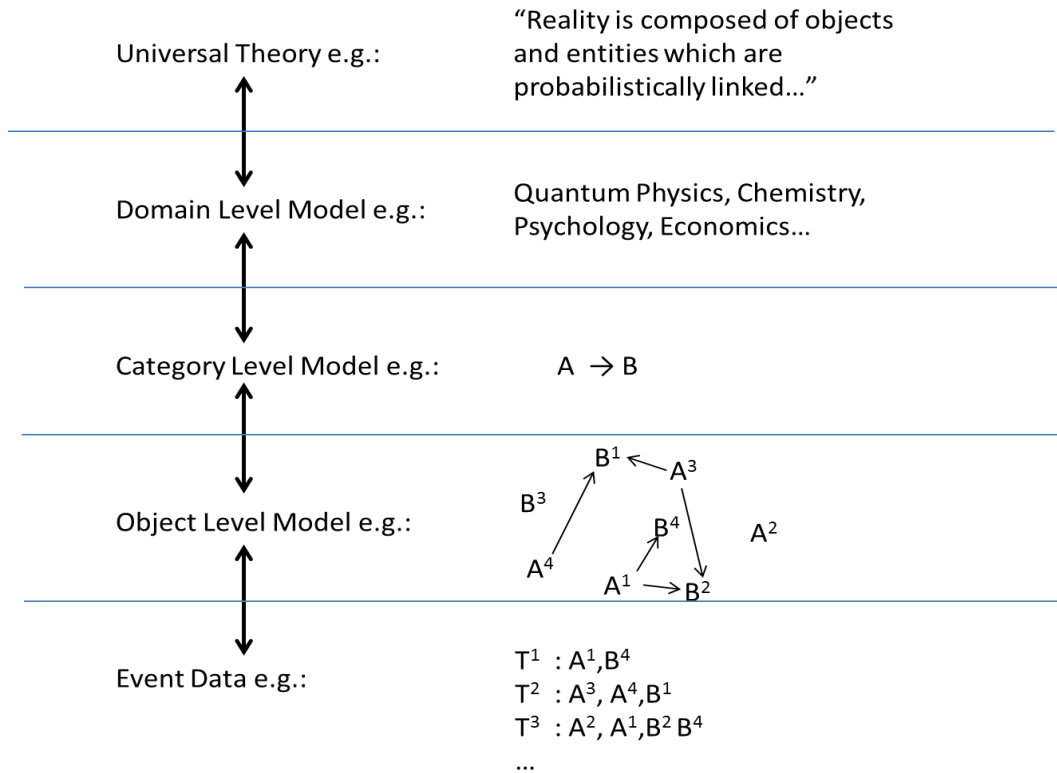 Universal Theory e.g.:
“Reality is composed of objects
and entities which are
probabilistically linked...”
Domain Level Model e.g.:
Quantum Physics, Chemistry,
Psychology, Economics...
Category Level Model e.g.:
A → B
Object Level Model e.g.:
B¹
A³
B³
B⁴
A²
A⁴
A¹
B²
Event Data e.g.:
T¹ : A¹,B⁴
T² : A³, A⁴,B¹
T³ : A², A¹,B² B⁴
...